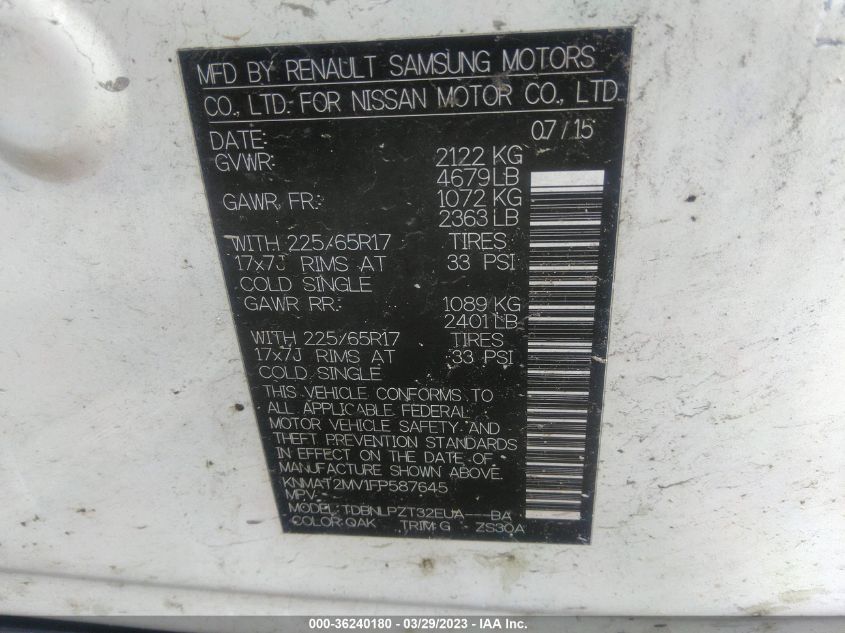 MFD BY RENAULT SAMSUNG MOTORS
CO., LTD. FOR NISSAN MOTOR CO., LTD.
DATE: 07/15
GVWR: 2122 KG
4679 LB
GAWR FR.: 1072 KG
2363 LB
WITH 225/65R17 TIRES
17x7J RIMS AT 33 PSI
COLD SINGLE
GAWR RR.: 1089 KG
2401 LB
WITH 225/65R17 TIRES
17x7J RIMS AT 33 PSI
COLD SINGLE
THIS VEHICLE CONFORMS TO
ALL APPLICABLE FEDERAL
MOTOR VEHICLE SAFETY AND
THEFT PREVENTION STANDARDS
IN EFFECT ON THE DATE OF
MANUFACTURE SHOWN ABOVE.
KNMAT2MV1FP587645
MPV
MODEL: TDBNLPZT32EUA---BA
COLOR: QAK TRIM: G ZS30A
000-36240180 - 03/29/2023 - IAA Inc.